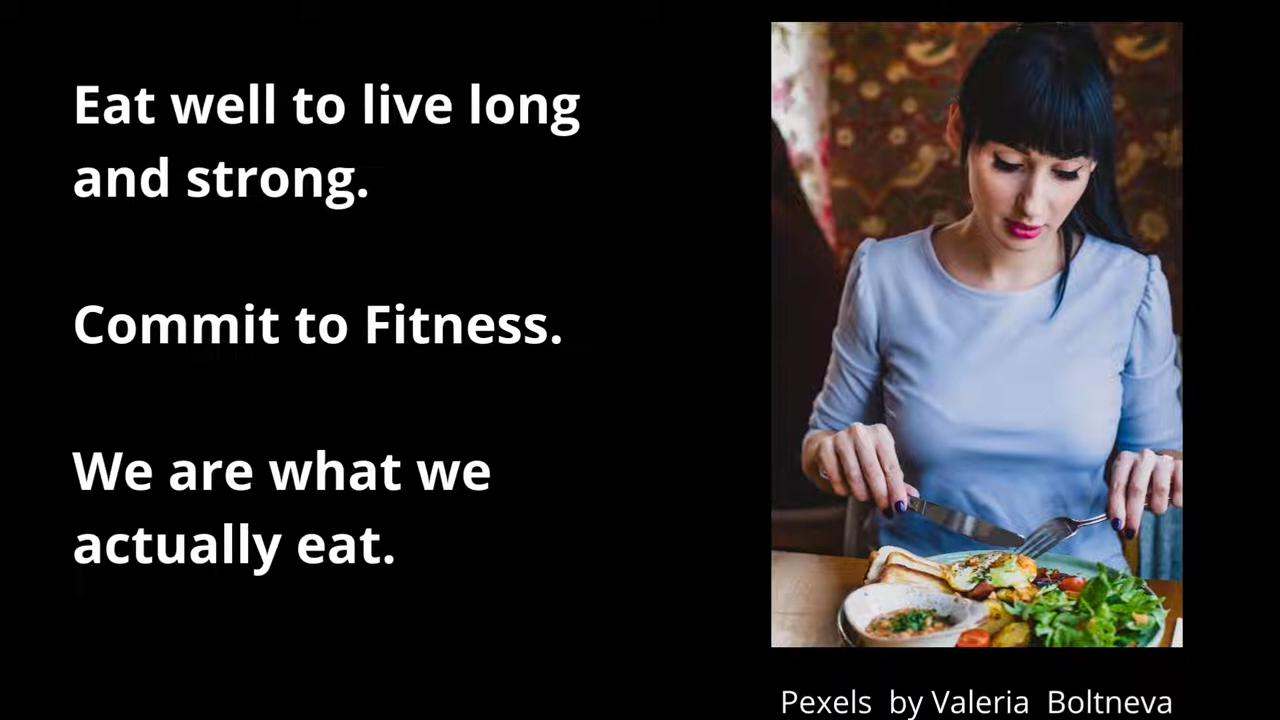 Eat well to live long
and strong.
Commit to Fitness.
We are what we
actually eat.
Pexels by Valeria Boltneva